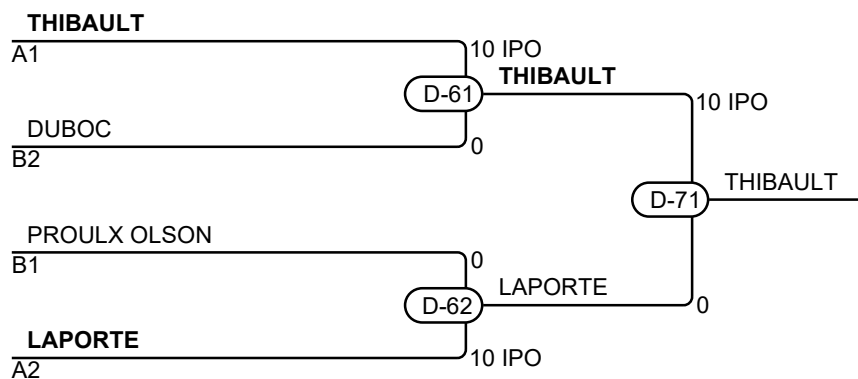 THIBAULT
A1
10 IPO
D-61
THIBAULT
10 IPO
DUBOC
B2
0
D-71
THIBAULT
PROULX OLSON
B1
0
D-62
LAPORTE
0
LAPORTE
A2
10 IPO